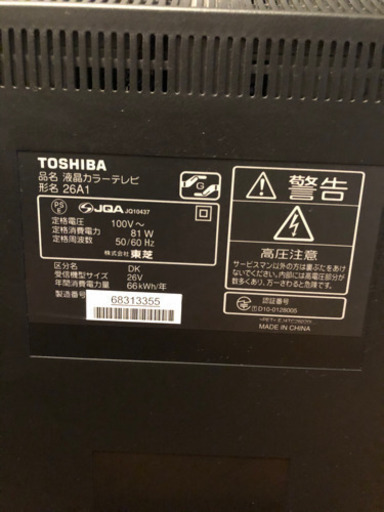 TOSHIBA
品名 液晶カラーテレビ
形名 26A1
G
PS
E
JQA JQ10437
定格電圧 100V～
定格消費電力 81W
定格周波数 50/60Hz
株式会社 東芝
区分名 DK
受信機型サイズ 26V
年間消費電力量 66kWh/年
製造番号
68313355
警告
高圧注意
サービスマン以外の方は裏ぶたをあけ
ないでください。内部には高電圧部分が
数多くあり、万一さわると危険です。
認証番号
D10-0128005
MADE IN CHINA